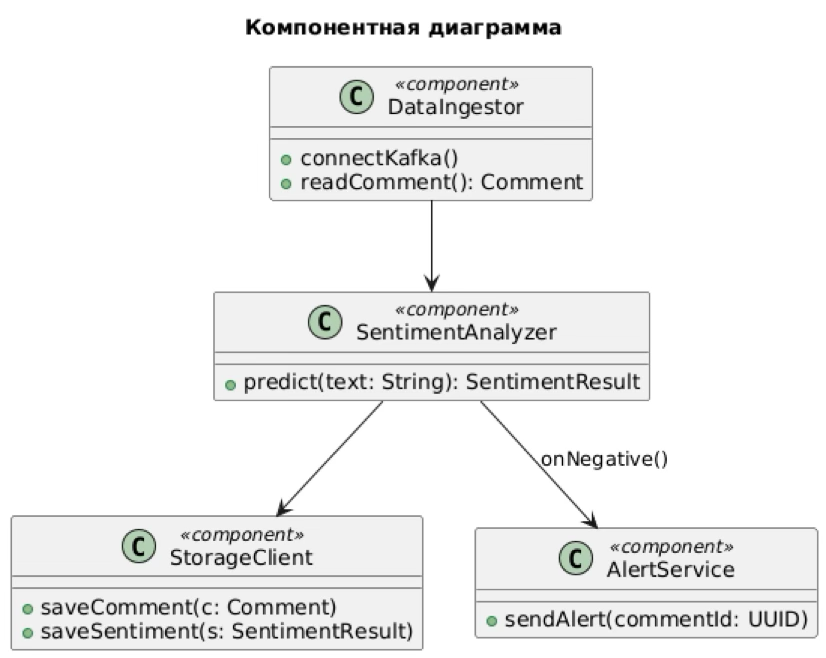 Компонентная диаграмма
C
«component»
DataIngestor
connectKafka()
readComment(): Comment
C
«component»
SentimentAnalyzer
predict(text: String): SentimentResult
onNegative()
C
«component»
StorageClient
saveComment(c: Comment)
saveSentiment(s: SentimentResult)
C
«component»
AlertService
sendAlert(commentId: UUID)